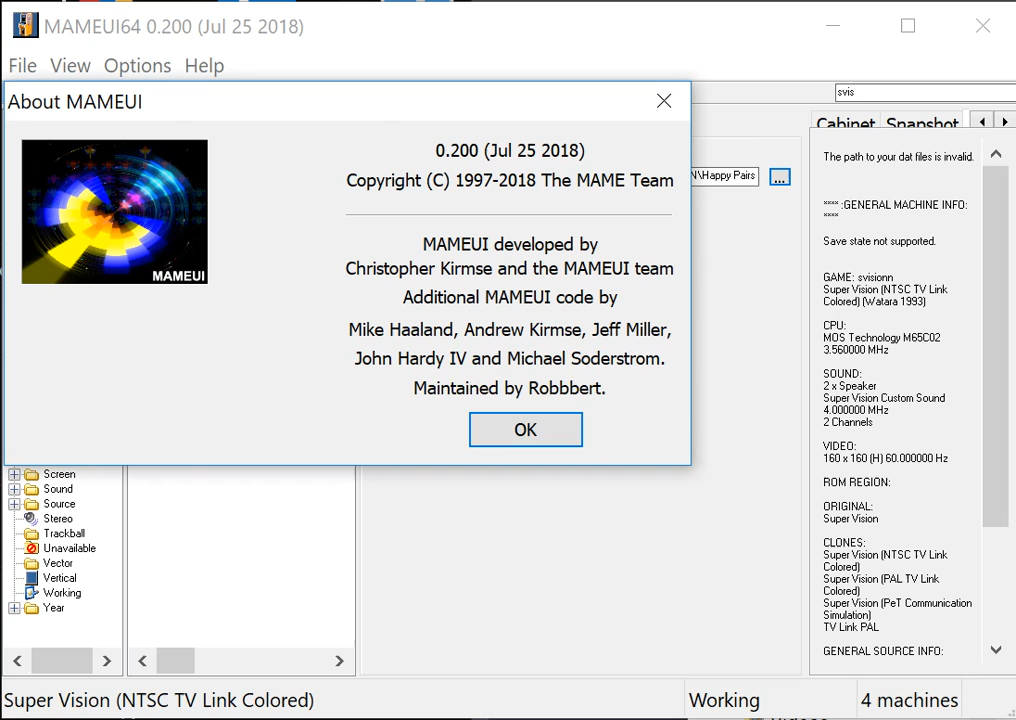 MAMEUI64 0.200 (Jul 25 2018)
File View Options Help
About MAMEUI
svis
Cabinet Snapshot
MAMEUI
0.200 (Jul 25 2018)
Copyright (C) 1997-2018 The MAME Team
MAMEUI developed by
Christopher Kirmse and the MAMEUI team
Additional MAMEUI code by
Mike Haaland, Andrew Kirmse, Jeff Miller,
John Hardy IV and Michael Soderstrom.
Maintained by Robbbert.
OK
N\Happy Pairs
...
The path to your dat files is invalid.
**** :GENERAL MACHINE INFO:
****
Save state not supported.
GAME: svisionn
Super Vision (NTSC TV Link
Colored) (Watara 1993)
CPU:
MOS Technology M65C02
3.560000 MHz
SOUND:
2 x Speaker
Super Vision Custom Sound
4.000000 MHz
2 Channels
VIDEO:
160 x 160 (H) 60.000000 Hz
ROM REGION:
ORIGINAL:
Super Vision
CLONES:
Super Vision (NTSC TV Link
Colored)
Super Vision (PAL TV Link
Colored)
Super Vision (PeT Communication
Simulation)
TV Link PAL
GENERAL SOURCE INFO:
Screen
Sound
Source
Stereo
Trackball
Unavailable
Vector
Vertical
Working
Year
Super Vision (NTSC TV Link Colored)
Working
4 machines